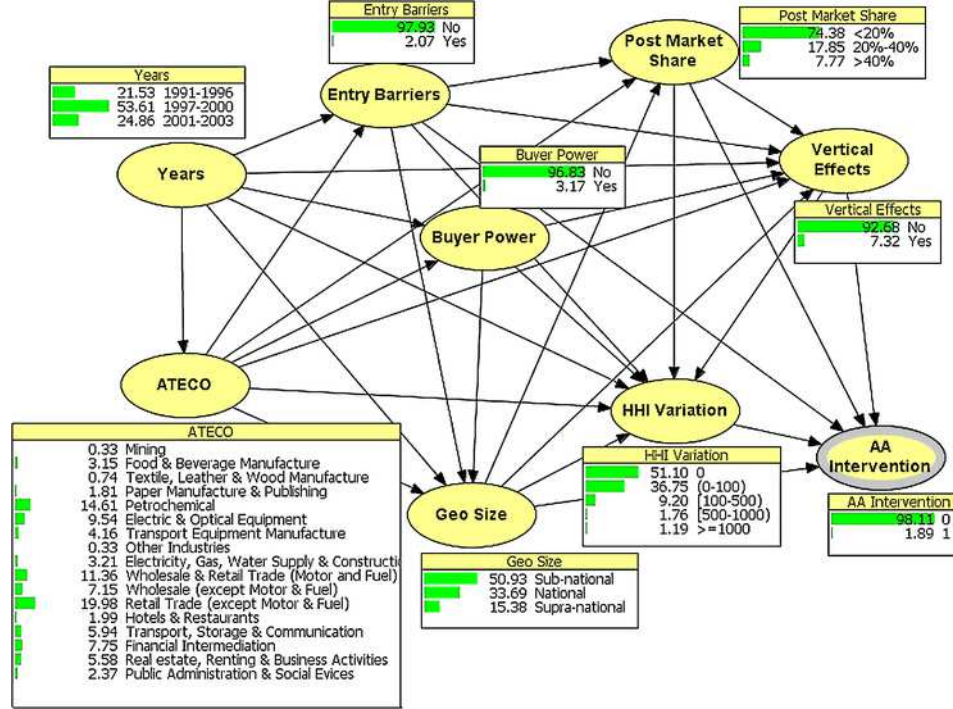 Entry Barriers
97.93 No
2.07 Yes
Post Market Share
74.38 <20%
17.85 20%-40%
7.77 >40%
Post Market
Share
Years
21.53 1991-1996
53.61 1997-2000
24.86 2001-2003
Entry Barriers
Vertical
Effects
Buyer Power
96.83 No
3.17 Yes
Years
Vertical Effects
92.68 No
7.32 Yes
Buyer Power
ATECO
HHI Variation
ATECO
0.33 Mining
3.15 Food & Beverage Manufacture
0.74 Textile, Leather & Wood Manufacture
1.81 Paper Manufacture & Publishing
14.61 Petrochemical
9.54 Electric & Optical Equipment
4.16 Transport Equipment Manufacture
0.33 Other Industries
3.21 Electricity, Gas, Water Supply & Constructi
11.36 Wholesale & Retail Trade (Motor and Fuel)
7.15 Wholesale (except Motor & Fuel)
19.98 Retail Trade (except Motor & Fuel)
1.99 Hotels & Restaurants
5.94 Transport, Storage & Communication
7.75 Financial Intermediation
5.58 Real estate, Renting & Business Activities
2.37 Public Administration & Social Evices
HHI Variation
51.10 0
36.75 (0-100)
9.20 [100-500)
1.76 [500-1000)
1.19 >=1000
AA
Intervention
AA Intervention
98.11 0
1.89 1
Geo Size
Geo Size
50.93 Sub-national
33.69 National
15.38 Supra-national